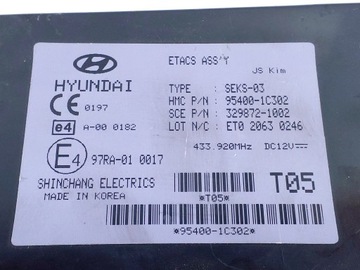 ETACS ASS'Y
JS Kim
HYUNDAI
TYPE : SEKS-03
CE 0197
HMC P/N : 95400-1C302
SCE P/N : 329872-1002
e4 A-00 0182
LOT N/C : ET0 2063 0246
433.920MHz DC12V
E4 97RA-01 0017
SHINCHANG ELECTRICS
MADE IN KOREA
*T05*
T05
*95400-1C302*